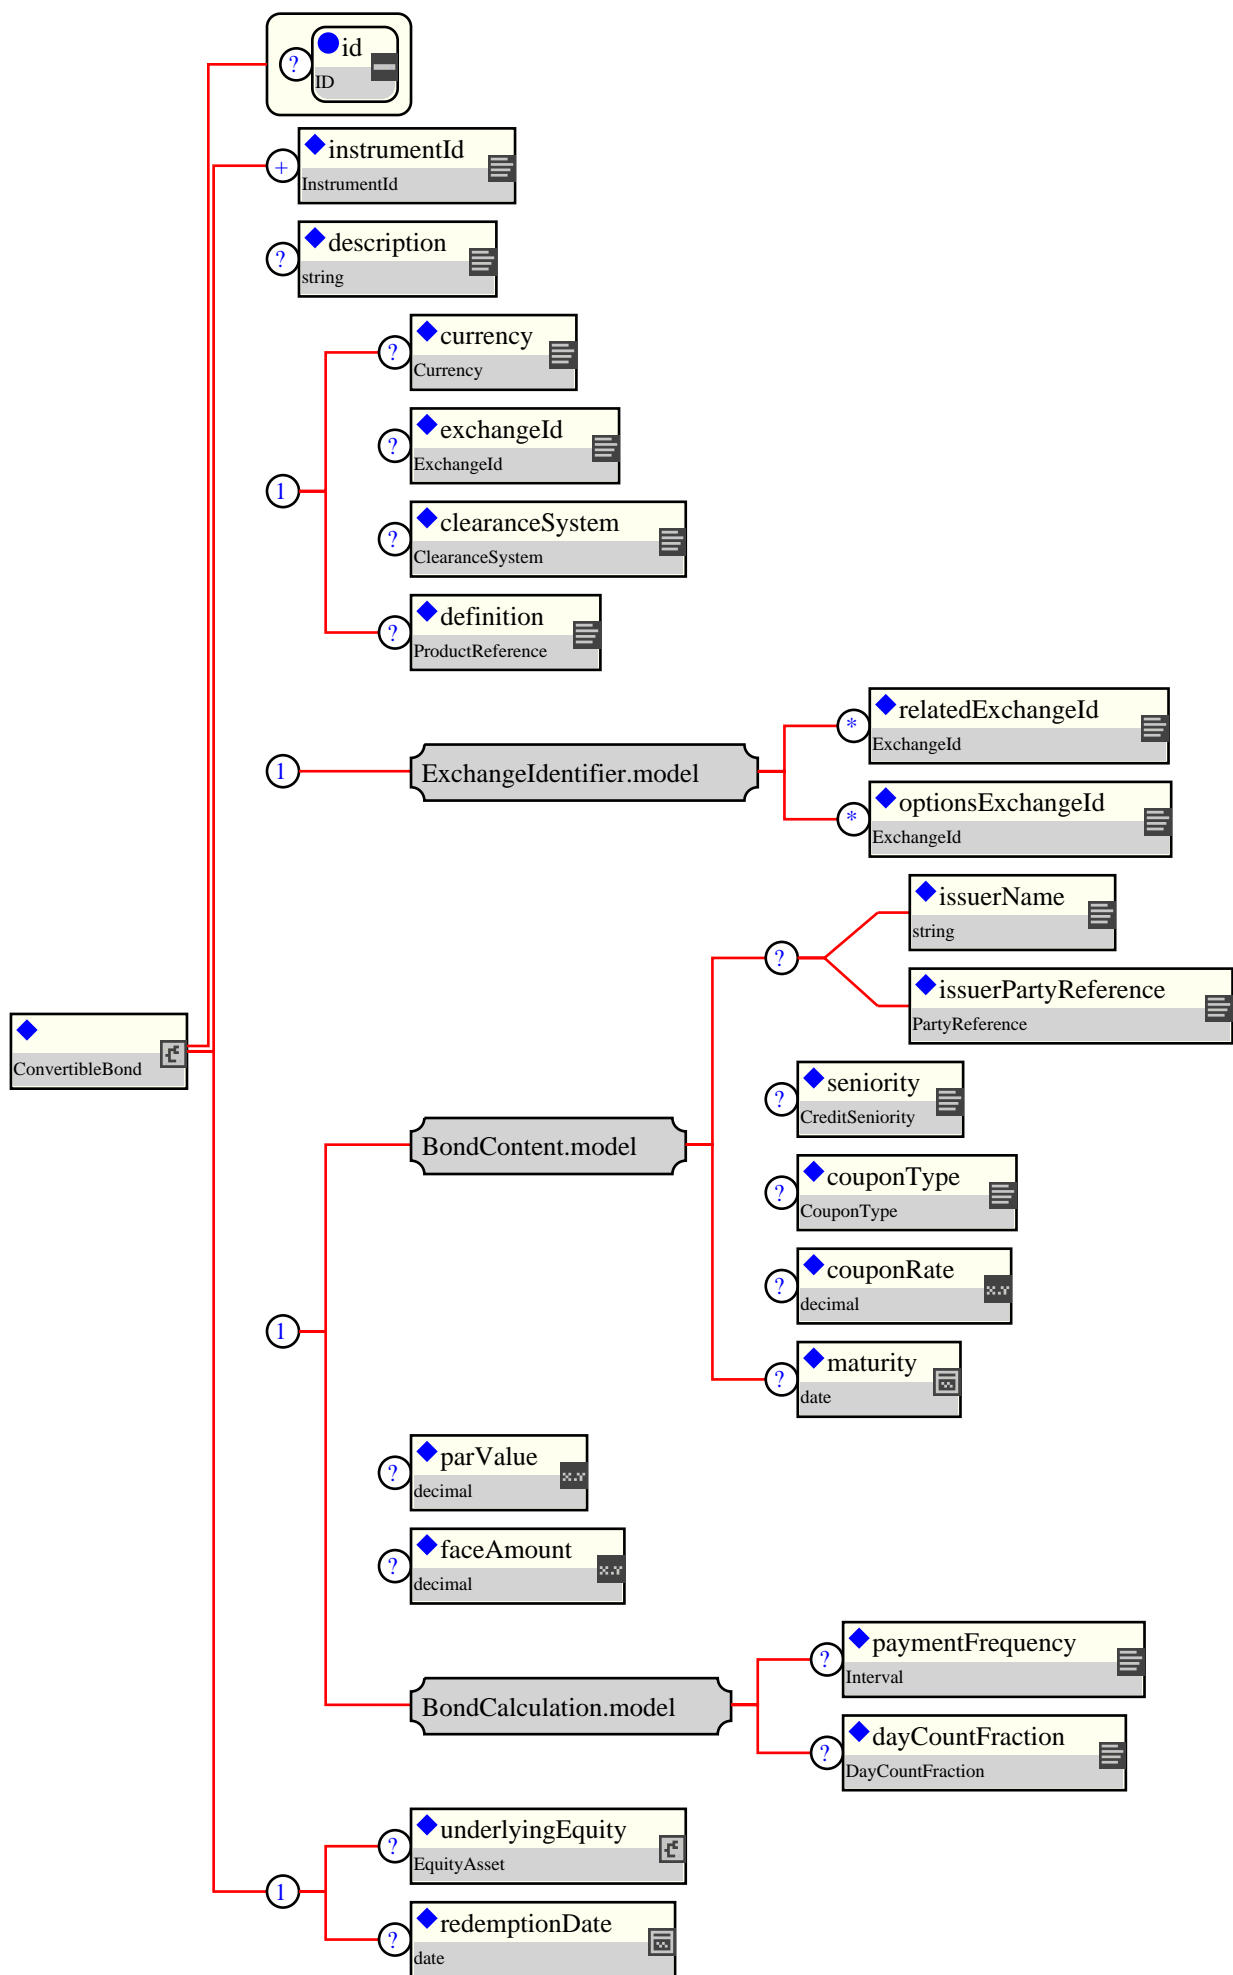 ?
id
ID
+
instrumentId
InstrumentId
?
description
string
?
currency
Currency
?
exchangeId
ExchangeId
1
?
clearanceSystem
ClearanceSystem
?
definition
ProductReference
*
relatedExchangeId
ExchangeId
1
ExchangeIdentifier.model
*
optionsExchangeId
ExchangeId
?
issuerName
string
issuerPartyReference
PartyReference
ConvertibleBond
?
seniority
CreditSeniority
BondContent.model
?
couponType
CouponType
?
couponRate
decimal
x.y
1
?
maturity
date
?
parValue
decimal
x.y
?
faceAmount
decimal
x.y
?
paymentFrequency
Interval
BondCalculation.model
?
dayCountFraction
DayCountFraction
?
underlyingEquity
EquityAsset
1
?
redemptionDate
date